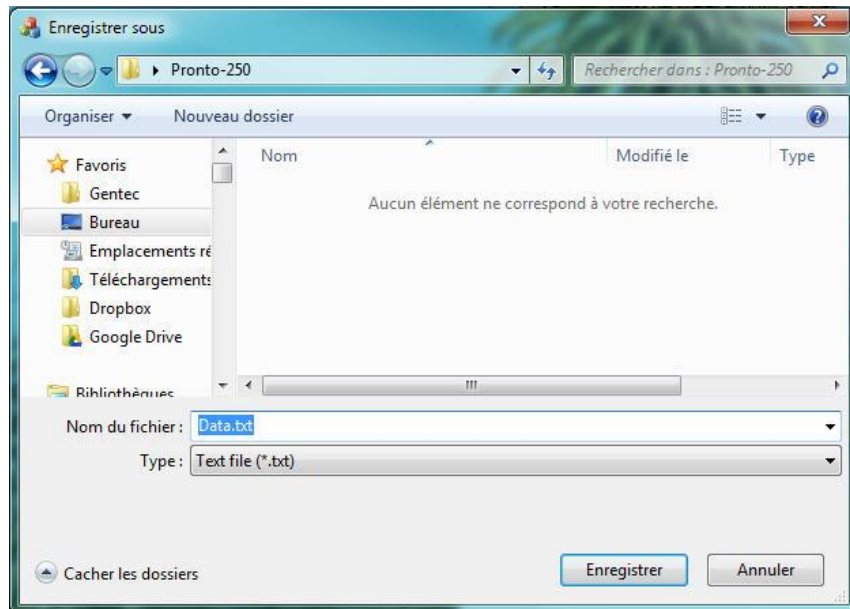 Enregistrer sous
Pronto-250
Rechercher dans : Pronto-250
Organiser
Nouveau dossier
Nom
Modifié le
Type
Favoris
Gentec
Bureau
Emplacements ré
Téléchargements
Dropbox
Google Drive
Bibliothèques
Aucun élément ne correspond à votre recherche.
Nom du fichier :
Data.txt
Type :
Text file (*.txt)
Cacher les dossiers
Enregistrer
Annuler